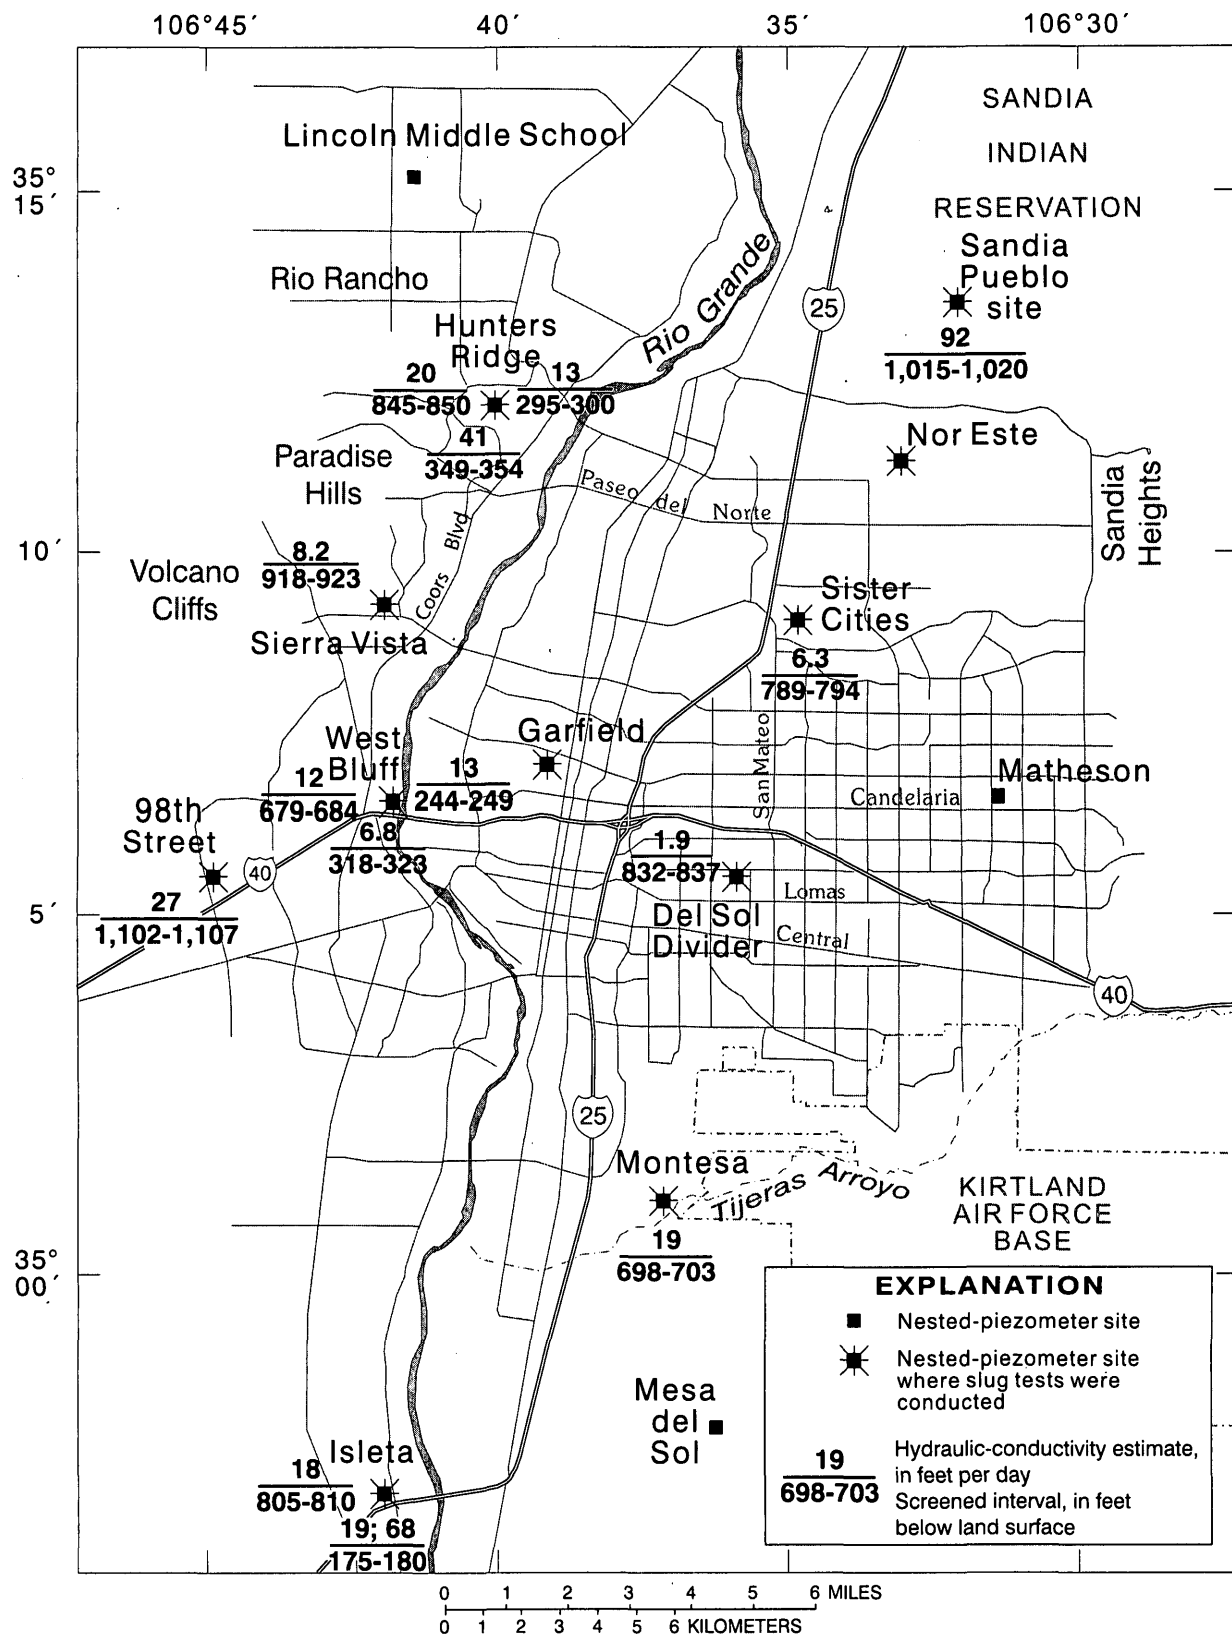 106°45′ 40′ 35′ 106°30′
SANDIA
INDIAN
RESERVATION
Lincoln Middle School
35°
15′
Rio Rancho
Rio Grande
25
Sandia
Pueblo
site
92
1,015-1,020
Hunters
Ridge
20
845-850
13
295-300
41
349-354
Paradise
Hills
Nor Este
Sandia
Heights
Paseo del Norte
Coors Blvd
10′
8.2
918-923
Volcano
Cliffs
Sierra Vista
Sister
Cities
6.3
789-794
San Mateo
West
Bluff
12
679-684
13
244-249
6.8
318-323
Garfield
Matheson
Candelaria
98th
Street
40
27
1,102-1,107
1.9
832-837
Lomas
Del Sol
Divider
Central
5′
40
25
Montesa
Tijeras Arroyo
19
698-703
KIRTLAND
AIR FORCE
BASE
35°
00′
Mesa
del
Sol
Isleta
18
805-810
19; 68
175-180
EXPLANATION
Nested-piezometer site
Nested-piezometer site
where slug tests were
conducted
19
698-703
Hydraulic-conductivity estimate,
in feet per day
Screened interval, in feet
below land surface
0 1 2 3 4 5 6 MILES
0 1 2 3 4 5 6 KILOMETERS